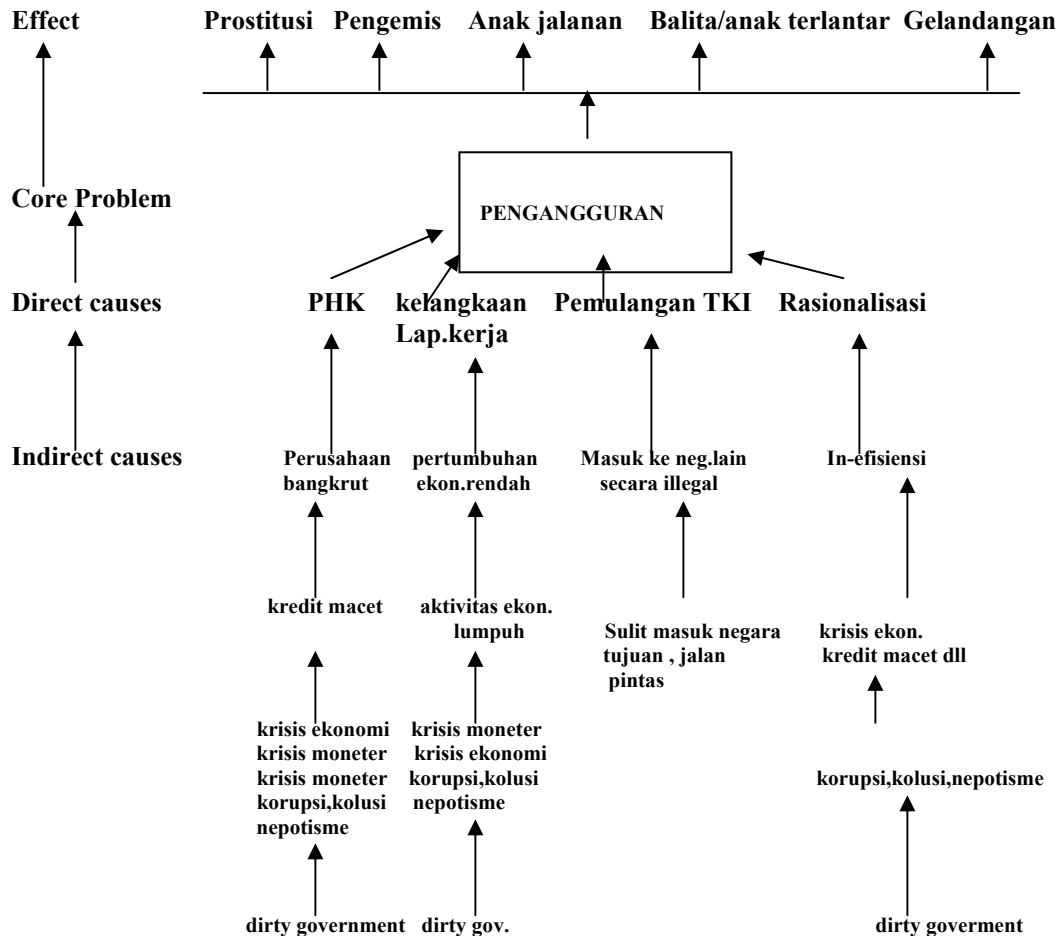 Effect Prostitusi Pengemis Anak jalanan Balita/anak terlantar Gelandangan
Core Problem
PENGANGGURAN
Direct causes PHK kelangkaan Pemulangan TKI Rasionalisasi
Lap.kerja
Indirect causes Perusahaan pertumbuhan Masuk ke neg.lain In-efisiensi
bangkrut ekon.rendah secara illegal
kredit macet aktivitas ekon.
lumpuh Sulit masuk negara krisis ekon.
tujuan , jalan kredit macet dll
pintas
krisis ekonomi krisis moneter
krisis moneter krisis ekonomi
krisis moneter korupsi,kolusi korupsi,kolusi,nepotisme
korupsi,kolusi nepotisme
nepotisme
dirty government dirty gov. dirty goverment